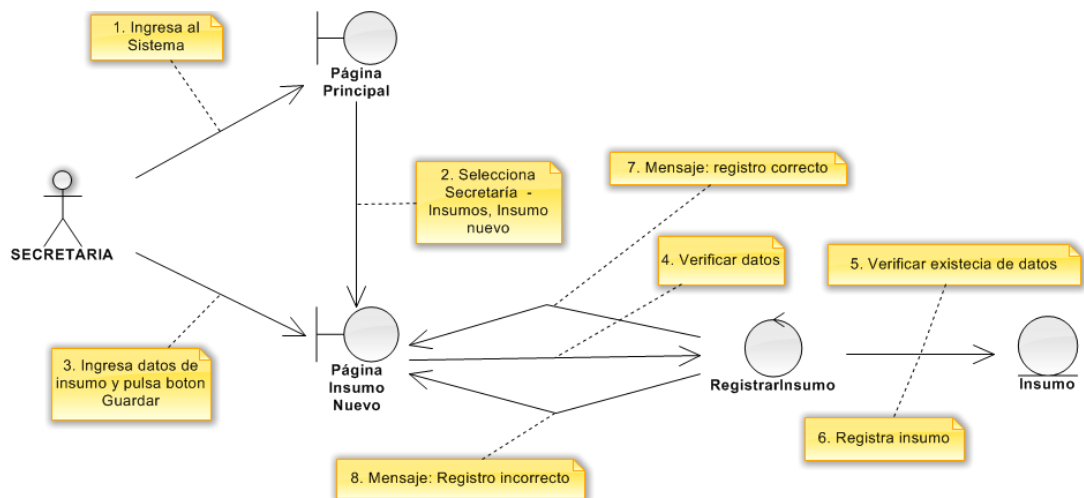 1. Ingresa al
Sistema
Página
Principal
2. Selecciona
Secretaría -
Insumos, Insumo
nuevo
7. Mensaje: registro correcto
SECRETARIA
4. Verificar datos
5. Verificar existecia de datos
3. Ingresa datos de
insumo y pulsa boton
Guardar
Página
Insumo
Nuevo
RegistrarInsumo
Insumo
6. Registra insumo
8. Mensaje: Registro incorrecto